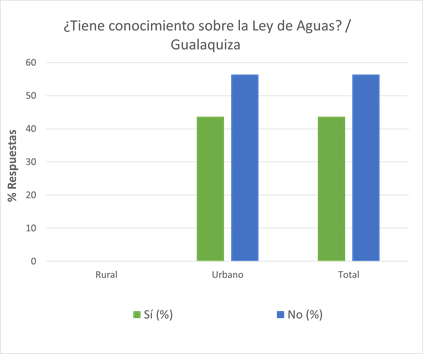 ¿Tiene conocimiento sobre la Ley de Aguas? /
Gualaquiza
% Respuestas
60
50
40
30
20
10
0
Rural Urbano Total
Sí (%) No (%)